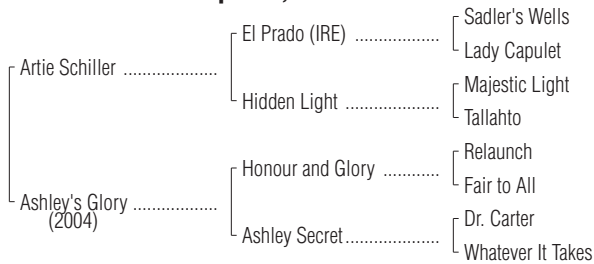 Sadler's Wells
El Prado (IRE) ..................
Lady Capulet
Artie Schiller ....................
Majestic Light
Hidden Light ....................
Tallahto
Relaunch
Honour and Glory ............
Fair to All
Ashley's Glory ..................
(2004)
Dr. Carter
Ashley Secret....................
Whatever It Takes